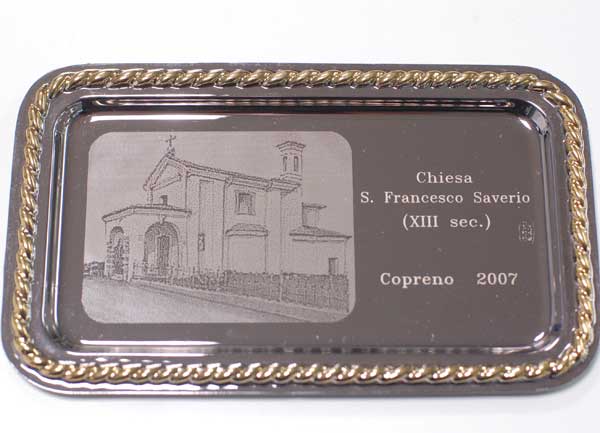 Chiesa
S. Francesco Saverio
(XIII sec.)
Copreno 2007